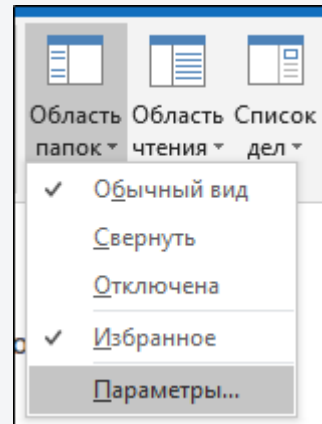 Область Область Список
папок чтения дел
Обычный вид
Свернуть
Отключена
Избранное
Параметры...